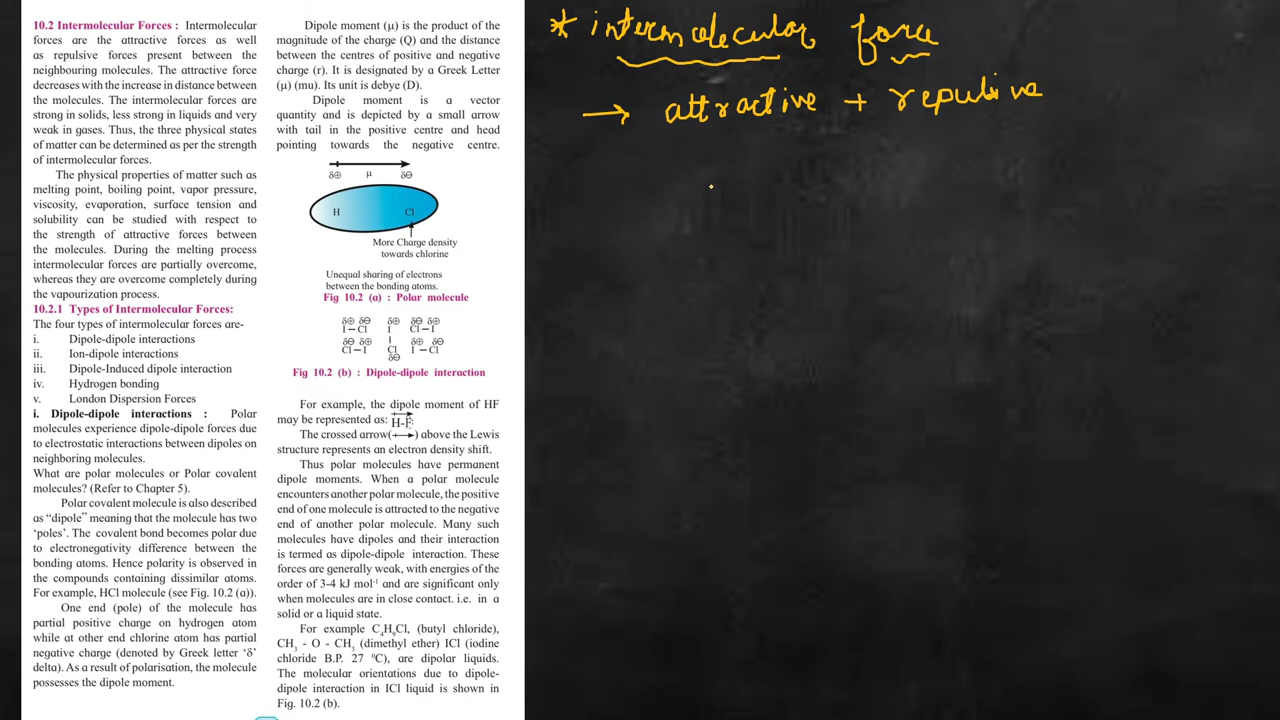 10.2 Intermolecular Forces : Intermolecular
forces are the attractive forces as well
as repulsive forces present between the
neighbouring molecules. The attractive force
decreases with the increase in distance between
the molecules. The intermolecular forces are
strong in solids, less strong in liquids and very
weak in gases. Thus, the three physical states
of matter can be determined as per the strength
of intermolecular forces.
The physical properties of matter such as
melting point, boiling point, vapor pressure,
viscosity, evaporation, surface tension and
solubility can be studied with respect to
the strength of attractive forces between
the molecules. During the melting process
intermolecular forces are partially overcome,
whereas they are overcome completely during
the vapourization process.
10.2.1 Types of Intermolecular Forces:
The four types of intermolecular forces are-
i. Dipole-dipole interactions
ii. Ion-dipole interactions
iii. Dipole-Induced dipole interaction
iv. Hydrogen bonding
v. London Dispersion Forces
i. Dipole-dipole interactions : Polar
molecules experience dipole-dipole forces due
to electrostatic interactions between dipoles on
neighboring molecules.
What are polar molecules or Polar covalent
molecules? (Refer to Chapter 5).
Polar covalent molecule is also described
as “dipole” meaning that the molecule has two
‘poles’. The covalent bond becomes polar due
to electronegativity difference between the
bonding atoms. Hence polarity is observed in
the compounds containing dissimilar atoms.
For example, HCl molecule (see Fig. 10.2 (a)).
One end (pole) of the molecule has
partial positive charge on hydrogen atom
while at other end chlorine atom has partial
negative charge (denoted by Greek letter ‘δ’
delta). As a result of polarisation, the molecule
possesses the dipole moment.
Dipole moment (μ) is the product of the
magnitude of the charge (Q) and the distance
between the centres of positive and negative
charge (r). It is designated by a Greek Letter
(μ) (mu). Its unit is debye (D).
Dipole moment is a vector
quantity and is depicted by a small arrow
with tail in the positive centre and head
pointing towards the negative centre.
δ⊕ μ δ⊖
H Cl
More Charge density
towards chlorine
Unequal sharing of electrons
between the bonding atoms.
Fig 10.2 (a) : Polar molecule
δ⊕ δ⊖ δ⊕ δ⊖ δ⊕
I – Cl I Cl – I
δ⊖ δ⊕ I δ⊕ δ⊖
Cl – I Cl I – Cl
δ⊖
Fig 10.2 (b) : Dipole-dipole interaction
For example, the dipole moment of HF
may be represented as: H-F:
The crossed arrow(⟼) above the Lewis
structure represents an electron density shift.
Thus polar molecules have permanent
dipole moments. When a polar molecule
encounters another polar molecule, the positive
end of one molecule is attracted to the negative
end of another polar molecule. Many such
molecules have dipoles and their interaction
is termed as dipole-dipole interaction. These
forces are generally weak, with energies of the
order of 3-4 kJ mol⁻¹ and are significant only
when molecules are in close contact. i.e. in a
solid or a liquid state.
For example C₄H₉Cl, (butyl chloride),
CH₃ - O - CH₃ (dimethyl ether) ICl (iodine
chloride B.P. 27 ⁰C), are dipolar liquids.
The molecular orientations due to dipole-
dipole interaction in ICl liquid is shown in
Fig. 10.2 (b).
* intermolecular force
→ attractive + repulsive